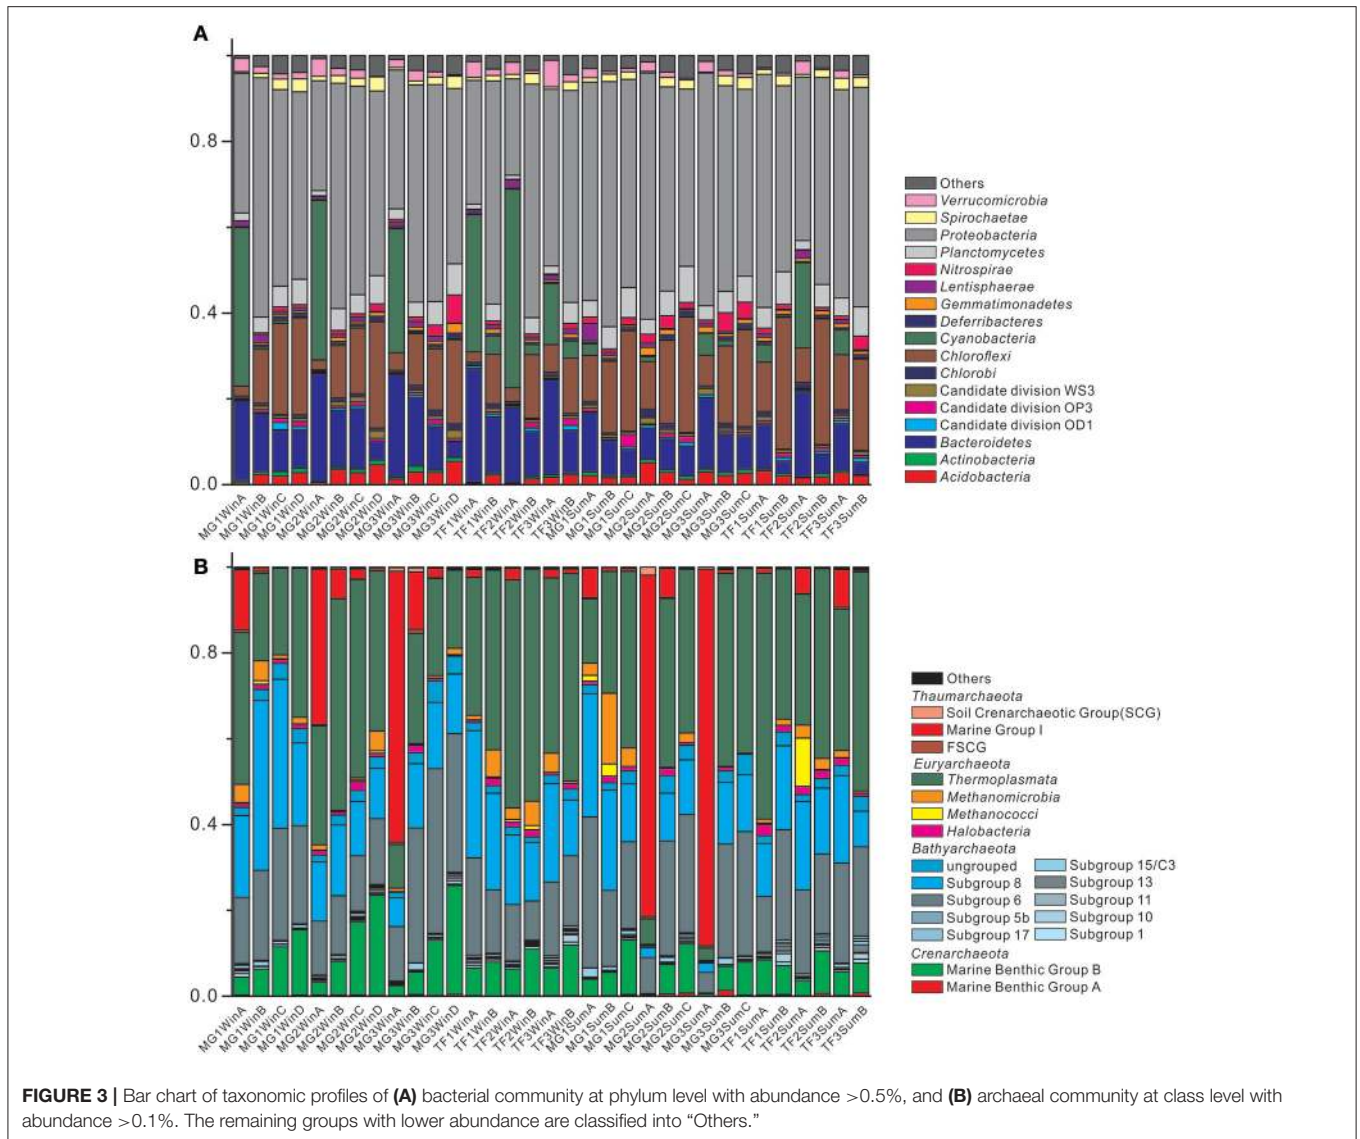 A
0.8
0.4
0.0
MG1WinA
MG1WinB
MG1WinC
MG1WinD
MG2WinA
MG2WinB
MG2WinC
MG2WinD
MG3WinA
MG3WinB
MG3WinC
MG3WinD
TF1WinA
TF1WinB
TF2WinA
TF2WinB
TF3WinA
TF3WinB
MG1SumA
MG1SumB
MG1SumC
MG2SumA
MG2SumB
MG2SumC
MG3SumA
MG3SumB
MG3SumC
TF1SumA
TF1SumB
TF2SumA
TF2SumB
TF3SumA
TF3SumB
Others
Verrucomicrobia
Spirochaetae
Proteobacteria
Planctomycetes
Nitrospirae
Lentisphaerae
Gemmatimonadetes
Deferribacteres
Cyanobacteria
Chloroflexi
Chlorobi
Candidate division WS3
Candidate division OP3
Candidate division OD1
Bacteroidetes
Actinobacteria
Acidobacteria
B
0.8
0.4
0.0
MG1WinA
MG1WinB
MG1WinC
MG1WinD
MG2WinA
MG2WinB
MG2WinC
MG2WinD
MG3WinA
MG3WinB
MG3WinC
MG3WinD
TF1WinA
TF1WinB
TF2WinA
TF2WinB
TF3WinA
TF3WinB
MG1SumA
MG1SumB
MG1SumC
MG2SumA
MG2SumB
MG2SumC
MG3SumA
MG3SumB
MG3SumC
TF1SumA
TF1SumB
TF2SumA
TF2SumB
TF3SumA
TF3SumB
Others
Thaumarchaeota
Soil Crenarchaeotic Group(SCG)
Marine Group I
FSCG
Euryarchaeota
Thermoplasmata
Methanomicrobia
Methanococci
Halobacteria
Bathyarchaeota
ungrouped Subgroup 15/C3
Subgroup 8 Subgroup 13
Subgroup 6 Subgroup 11
Subgroup 5b Subgroup 10
Subgroup 17 Subgroup 1
Crenarchaeota
Marine Benthic Group B
Marine Benthic Group A
FIGURE 3 | Bar chart of taxonomic profiles of (A) bacterial community at phylum level with abundance >0.5%, and (B) archaeal community at class level with
abundance >0.1%. The remaining groups with lower abundance are classified into “Others.”